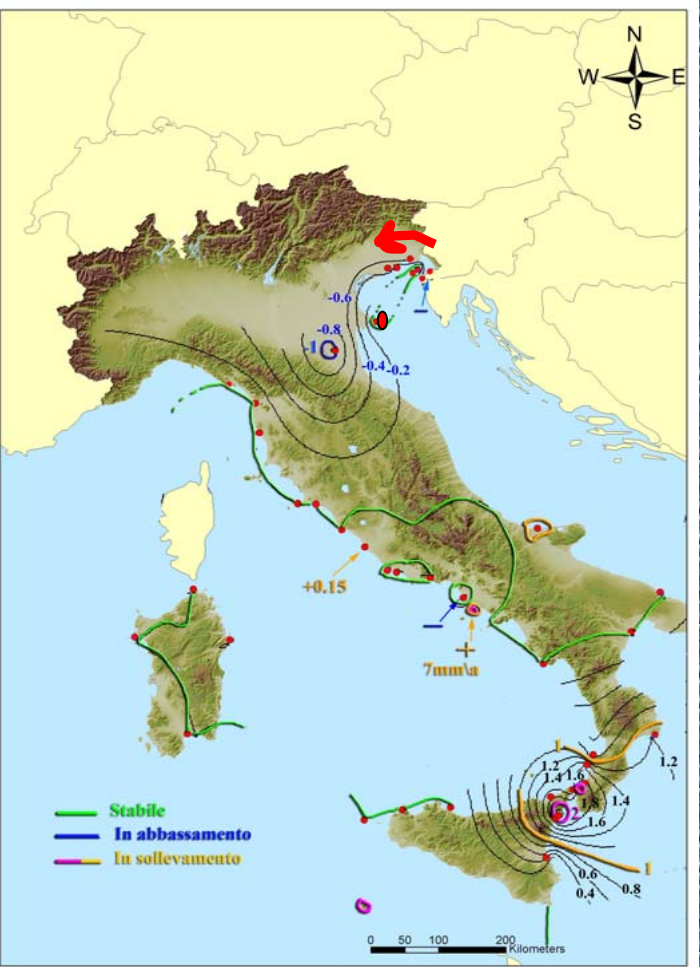 N
W E
S
-0.6
-0.8
-1
-0.4
-0.2
+0.15
+
7mm\a
1
1.2
1.2
1.4
1.6
1.8
1.4
2
1.6
Stabile
In abbassamento
In sollevamento
1
0.6
0.8
0.4
0 50 100 200
Kilometers